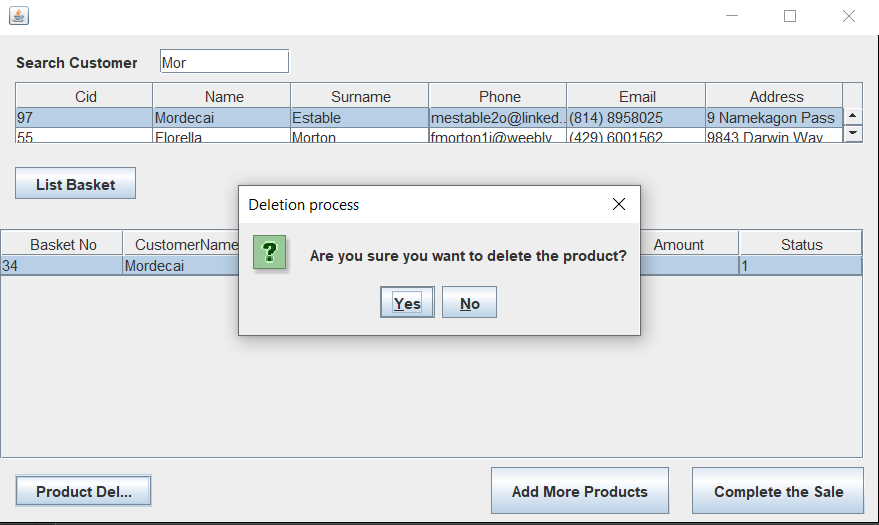 Search Customer Mor
Cid Name Surname Phone Email Address
97 Mordecai Estable mestable2o@linked... (814) 8958025 9 Namekagon Pass
55 Florella Morton fmorton1j@weebly (429) 6001562 9843 Darwin Way
List Basket
Deletion process
Are you sure you want to delete the product?
Yes No
Basket No CustomerName Amount Status
34 Mordecai 1
Product Del...
Add More Products
Complete the Sale